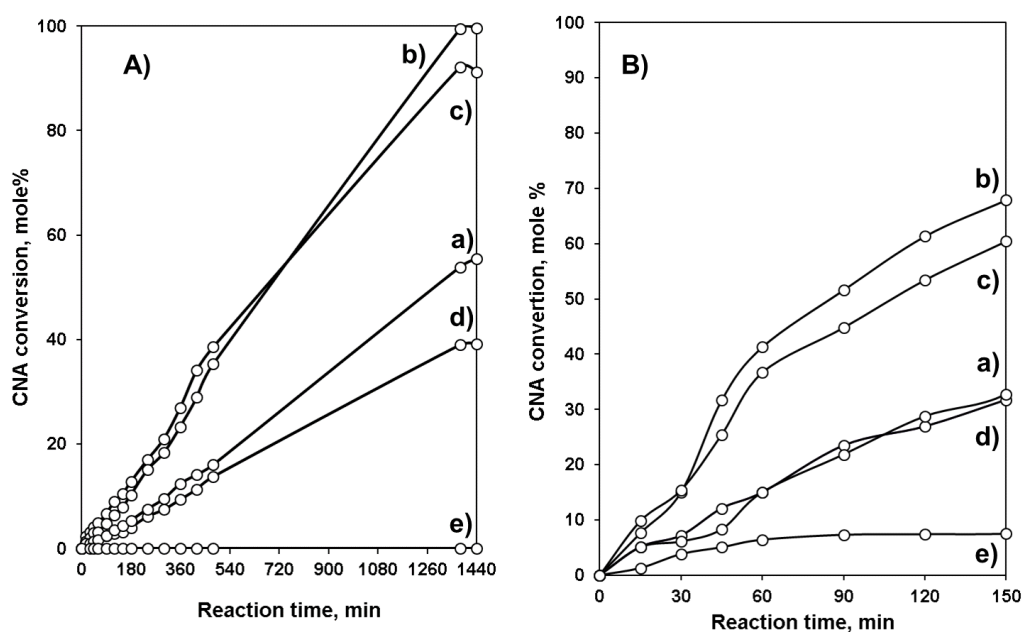 A)
CNA conversion, mole%
100
80
60
40
20
0
b)
c)
a)
d)
e)
0 180 360 540 720 900 1080 1260 1440
Reaction time, min
B)
CNA convertion, mole %
100
90
80
70
60
50
40
30
20
10
0
b)
c)
a)
d)
e)
0 30 60 90 120 150
Reaction time, min